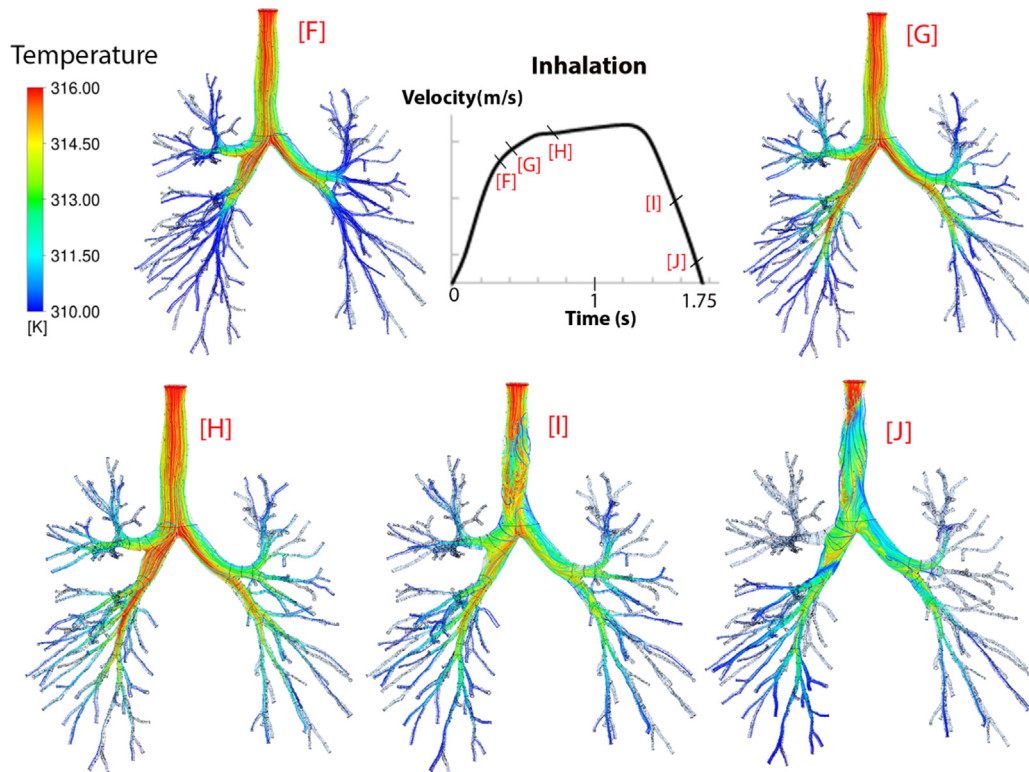 [F]
[G]
Temperature
316.00
314.50
313.00
311.50
310.00
[K]
Inhalation
Velocity(m/s)
[H]
[G]
[F]
[I]
[J]
0
1
1.75
Time (s)
[H]
[I]
[J]